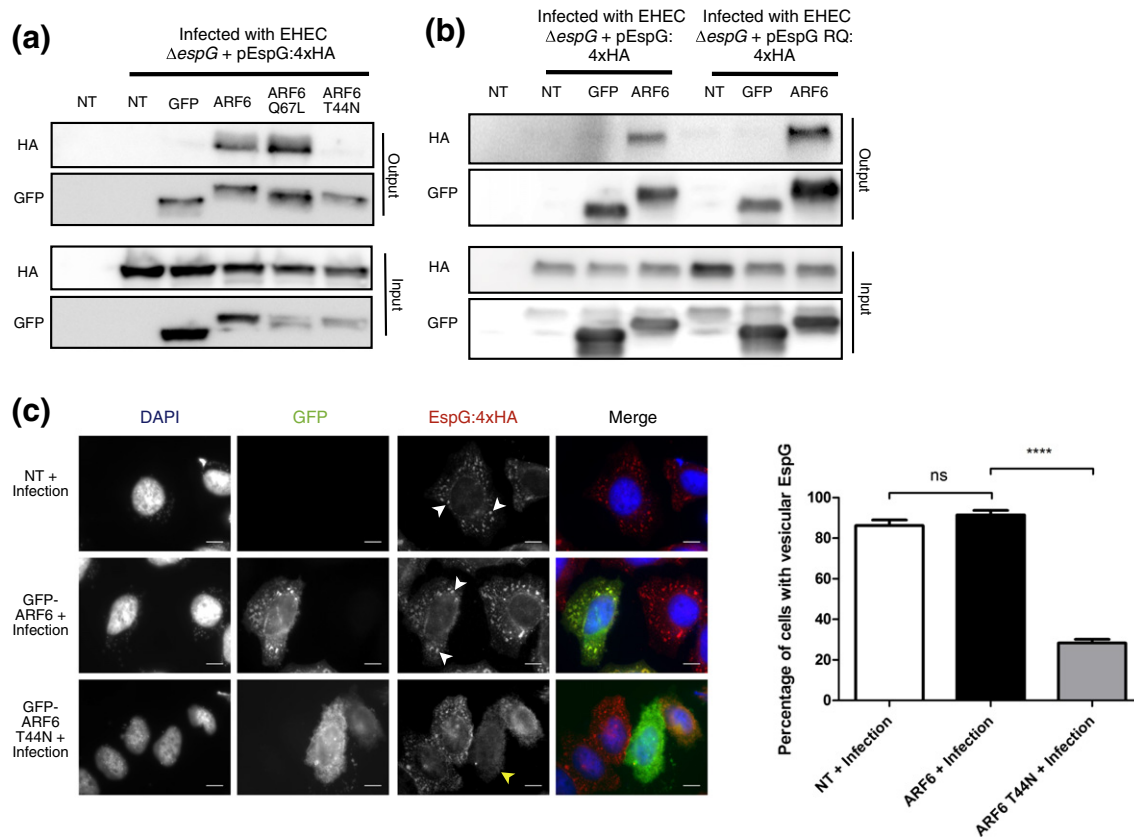 (a)
Infected with EHEC
ΔespG + pEspG:4xHA
NT
NT
GFP
ARF6
ARF6
Q67L
ARF6
T44N
HA
GFP
Output
HA
GFP
Input
(b)
Infected with EHEC
ΔespG + pEspG:
4xHA
Infected with EHEC
ΔespG + pEspG RQ:
4xHA
NT
NT
GFP
ARF6
NT
GFP
ARF6
HA
GFP
Output
HA
GFP
Input
(c)
DAPI
GFP
EspG:4xHA
Merge
NT +
Infection
GFP-
ARF6 +
Infection
GFP-
ARF6
T44N +
Infection
Percentage of cells with vesicular EspG
100
80
60
40
20
0
ns
****
NT + Infection
ARF6 + Infection
ARF6 T44N + Infection